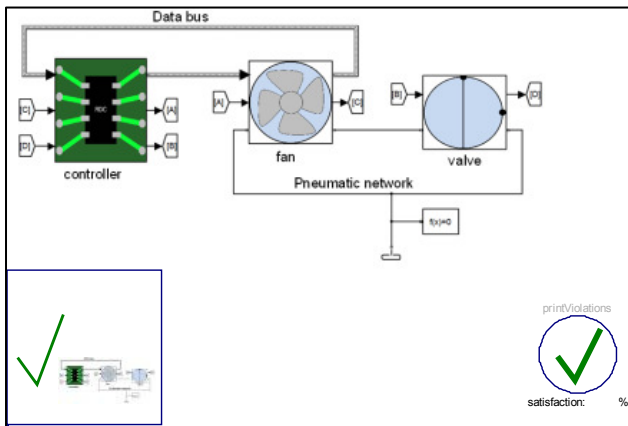 Data bus
[C] [A] [A] [C] [B] [D]
[D] [B]
controller
fan
valve
Pneumatic network
f(x)=0
printViolations
satisfaction: %